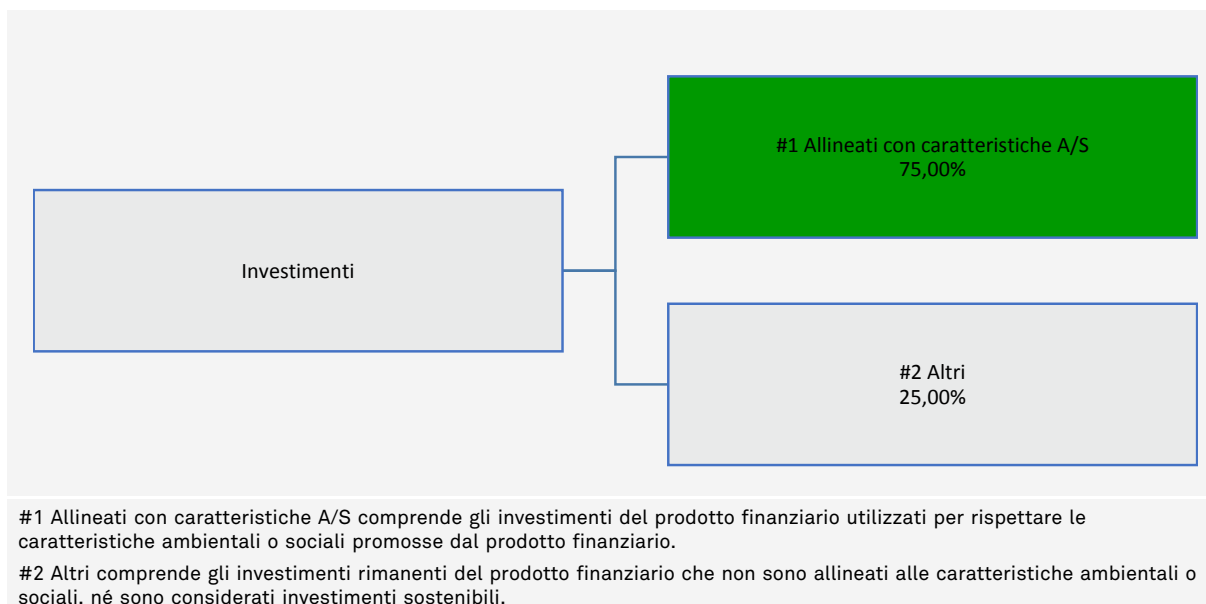 #1 Allineati con caratteristiche A/S
75,00%
Investimenti
#2 Altri
25,00%
#1 Allineati con caratteristiche A/S comprende gli investimenti del prodotto finanziario utilizzati per rispettare le
caratteristiche ambientali o sociali promosse dal prodotto finanziario.
#2 Altri comprende gli investimenti rimanenti del prodotto finanziario che non sono allineati alle caratteristiche ambientali o
sociali, né sono considerati investimenti sostenibili.